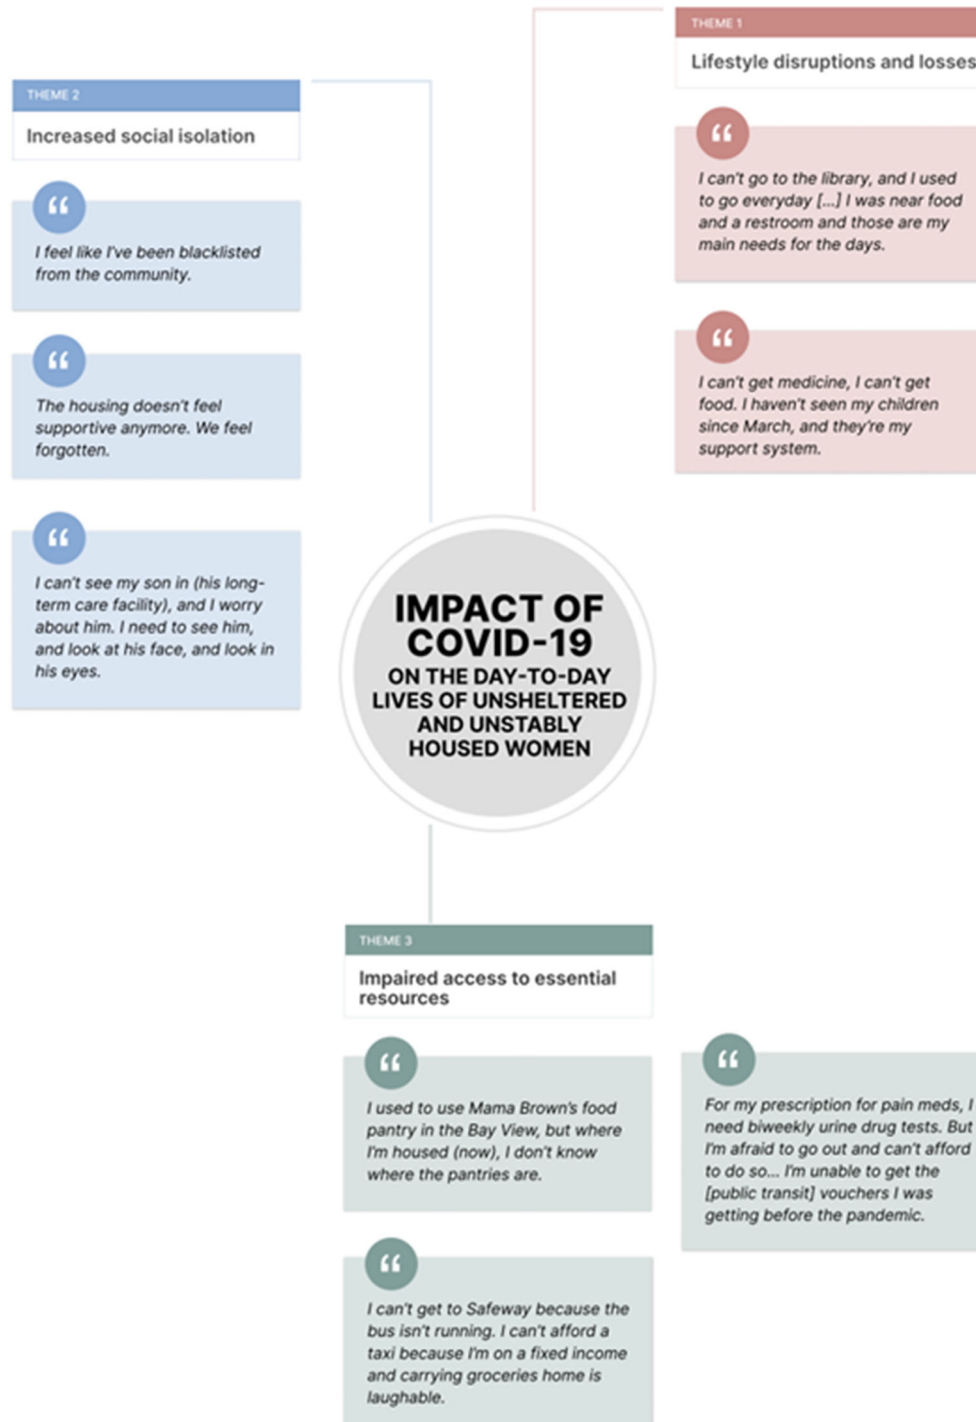 THEME 1
Lifestyle disruptions and losses
I can't go to the library, and I used
to go everyday [...] I was near food
and a restroom and those are my
main needs for the days.
I can't get medicine, I can't get
food. I haven't seen my children
since March, and they're my
support system.
THEME 2
Increased social isolation
I feel like I've been blacklisted
from the community.
The housing doesn't feel
supportive anymore. We feel
forgotten.
I can't see my son in (his long-
term care facility), and I worry
about him. I need to see him,
and look at his face, and look in
his eyes.
IMPACT OF
COVID-19
ON THE DAY-TO-DAY
LIVES OF UNSHELTERED
AND UNSTABLY
HOUSED WOMEN
THEME 3
Impaired access to essential
resources
I used to use Mama Brown's food
pantry in the Bay View, but where
I'm housed (now), I don't know
where the pantries are.
For my prescription for pain meds, I
need biweekly urine drug tests. But
I'm afraid to go out and can't afford
to do so... I'm unable to get the
[public transit] vouchers I was
getting before the pandemic.
I can't get to Safeway because the
bus isn't running. I can't afford a
taxi because I'm on a fixed income
and carrying groceries home is
laughable.